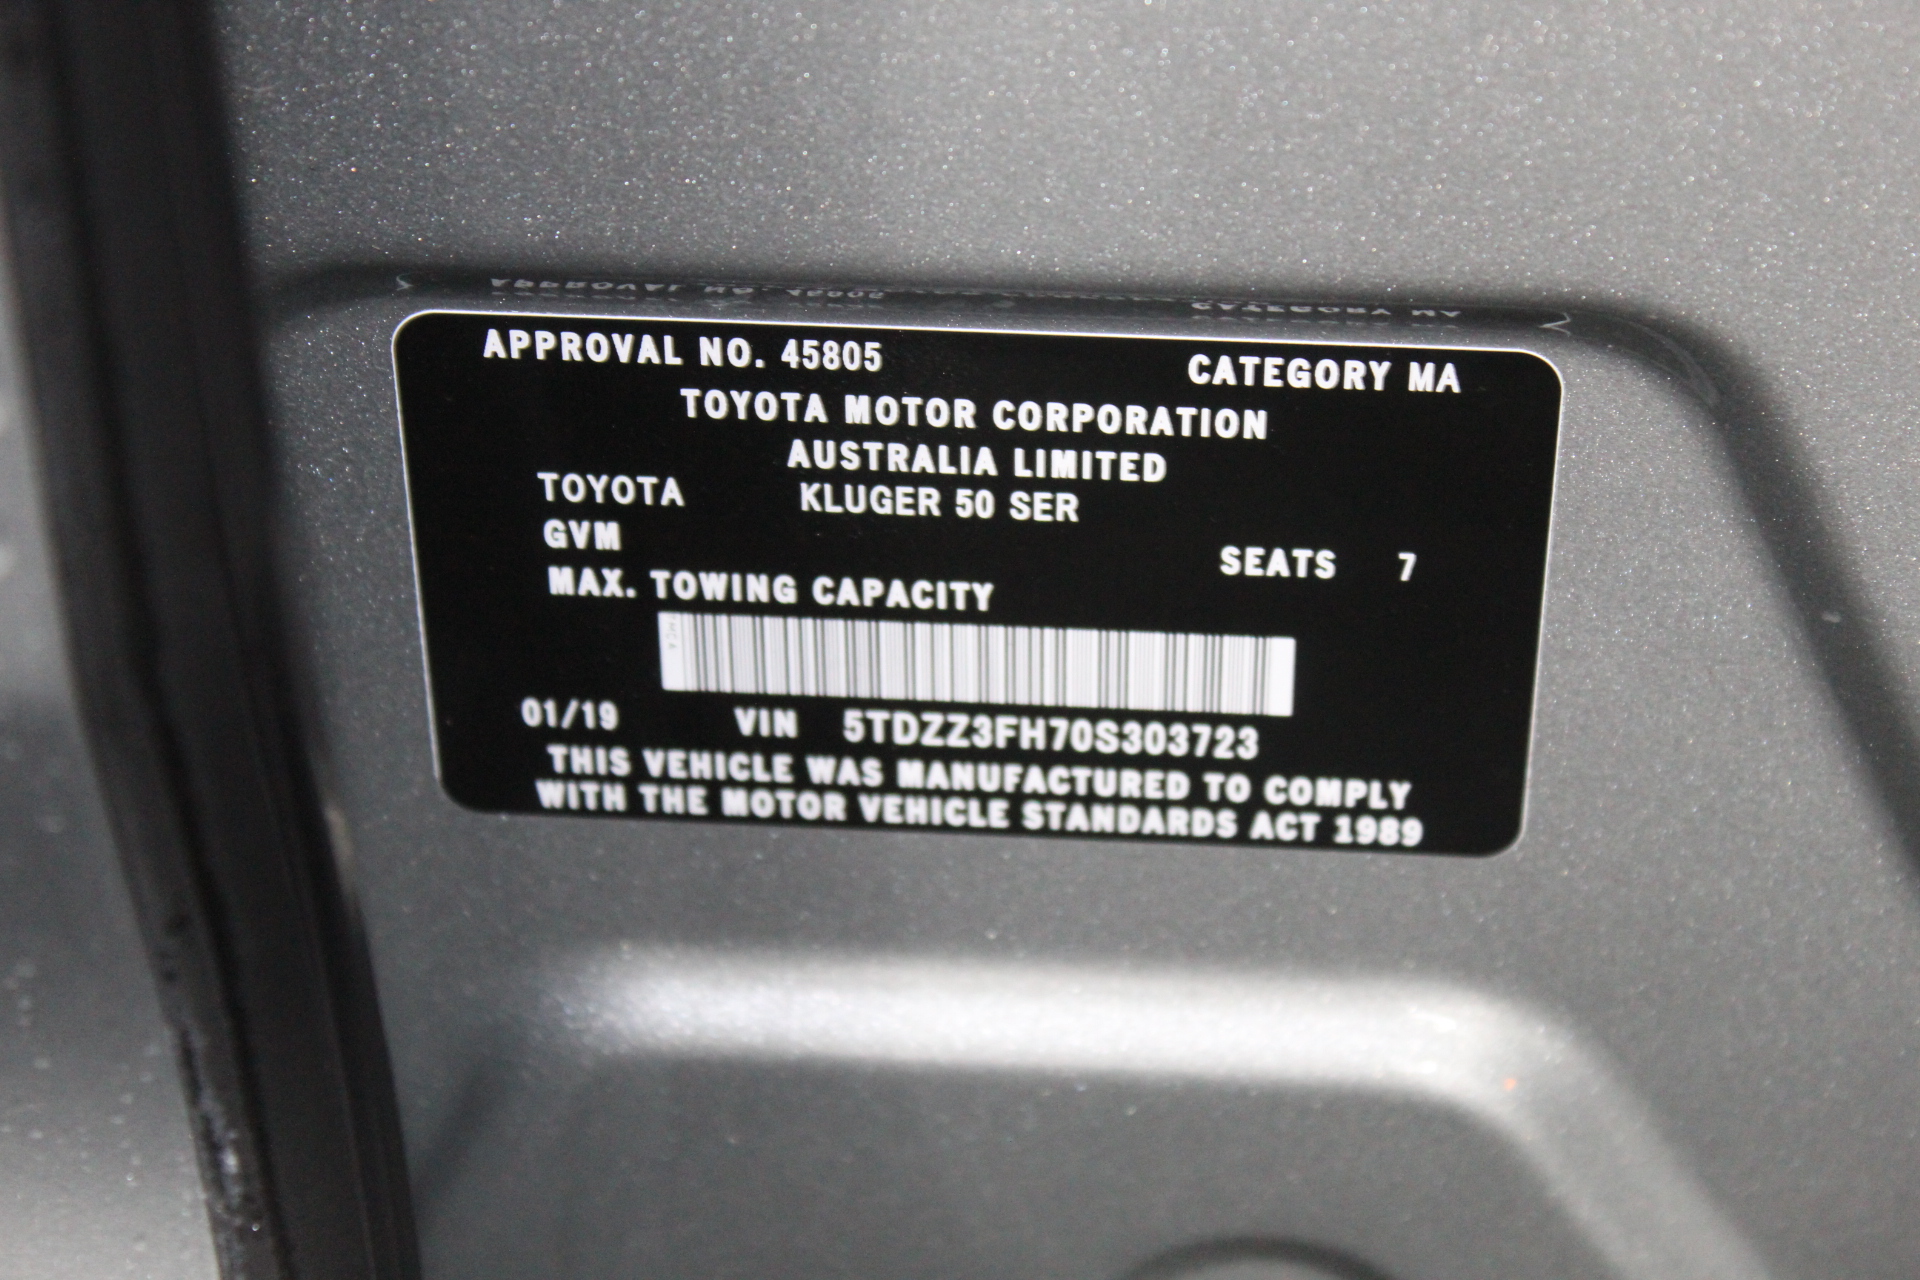 APPROVAL NO. 45805 CATEGORY MA
TOYOTA MOTOR CORPORATION
AUSTRALIA LIMITED
TOYOTA KLUGER 50 SER
GVM SEATS 7
MAX. TOWING CAPACITY
01/19 VIN 5TDZZ3FH70S303723
THIS VEHICLE WAS MANUFACTURED TO COMPLY
WITH THE MOTOR VEHICLE STANDARDS ACT 1989